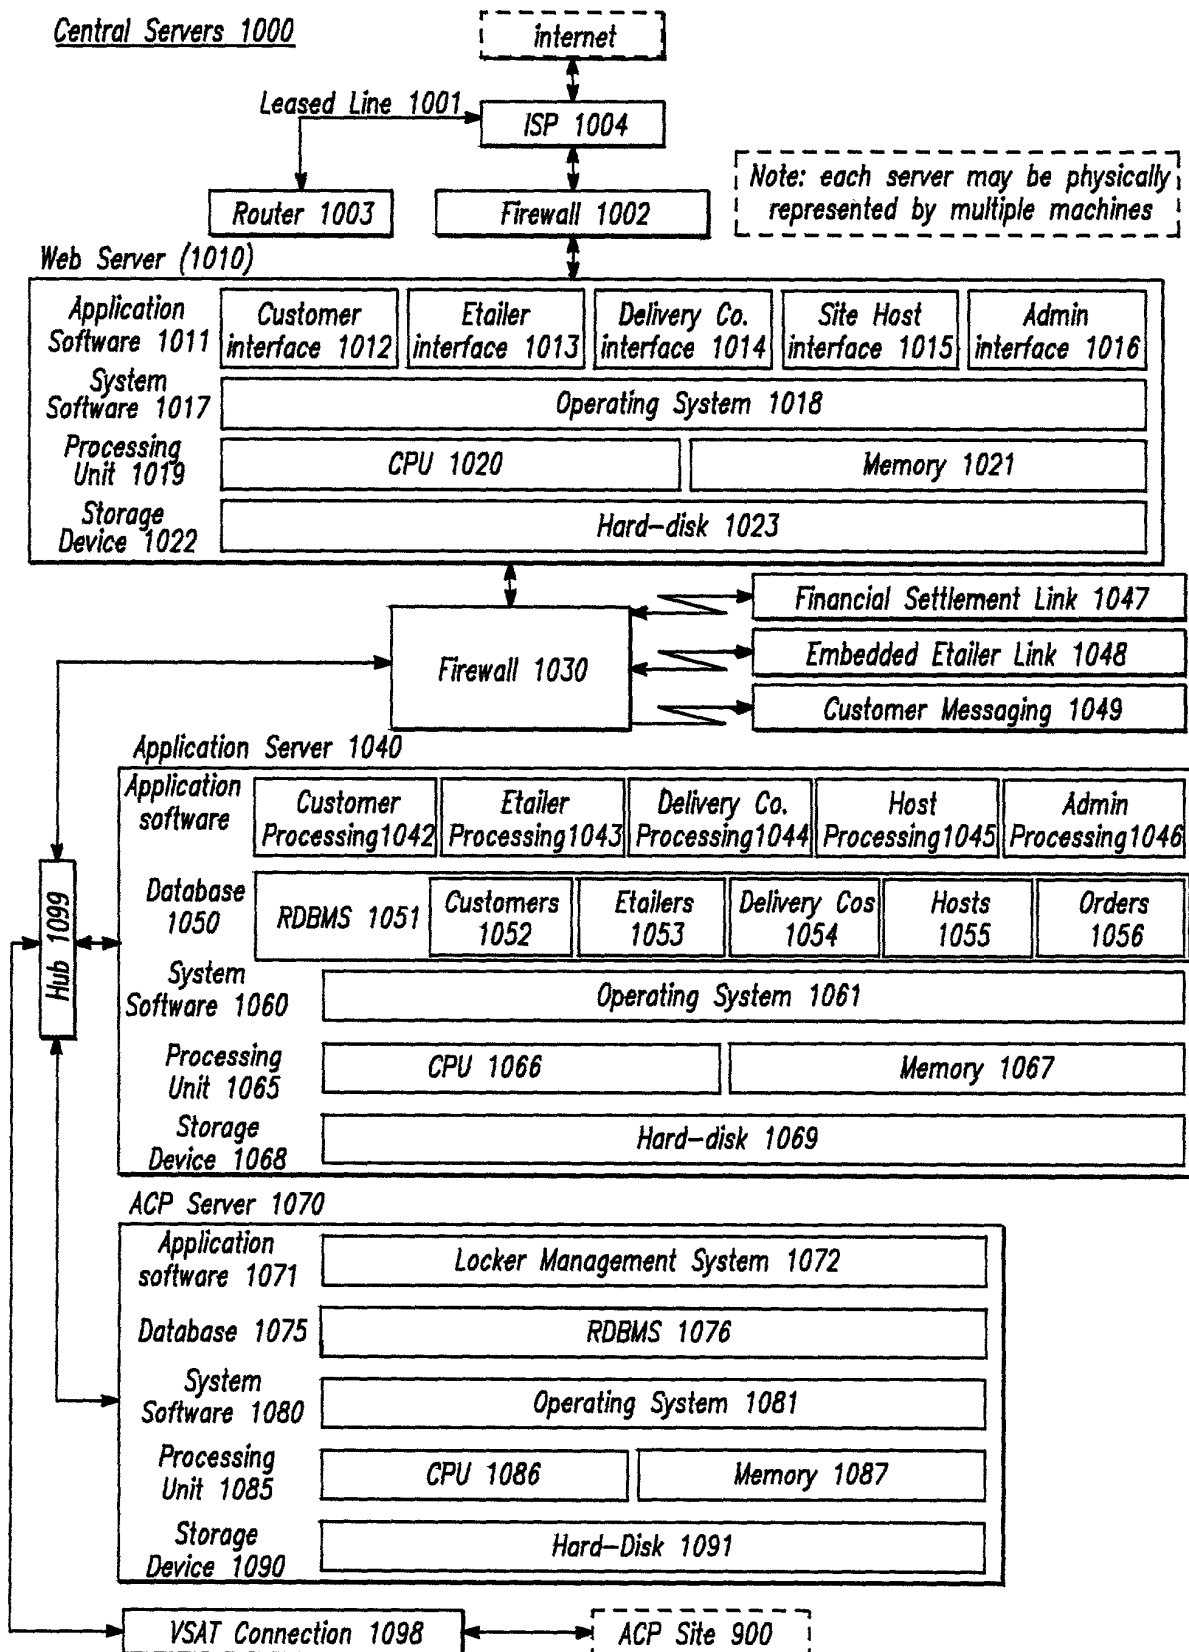 Central Servers 1000
internet
Leased Line 1001
ISP 1004
Router 1003
Firewall 1002
Note: each server may be physically
represented by multiple machines
Web Server (1010)
Application
Software 1011
Customer
interface 1012
Etailer
interface 1013
Delivery Co.
interface 1014
Site Host
interface 1015
Admin
interface 1016
System
Software 1017
Operating System 1018
Processing
Unit 1019
CPU 1020
Memory 1021
Storage
Device 1022
Hard-disk 1023
Firewall 1030
Financial Settlement Link 1047
Embedded Etailer Link 1048
Customer Messaging 1049
Application Server 1040
Application
software
Customer
Processing1042
Etailer
Processing1043
Delivery Co.
Processing1044
Host
Processing1045
Admin
Processing1046
Hub 1099
Database
1050
RDBMS 1051
Customers
1052
Etailers
1053
Delivery Cos
1054
Hosts
1055
Orders
1056
System
Software 1060
Operating System 1061
Processing
Unit 1065
CPU 1066
Memory 1067
Storage
Device 1068
Hard-disk 1069
ACP Server 1070
Application
software 1071
Locker Management System 1072
Database 1075
RDBMS 1076
System
Software 1080
Operating System 1081
Processing
Unit 1085
CPU 1086
Memory 1087
Storage
Device 1090
Hard-Disk 1091
VSAT Connection 1098
ACP Site 900